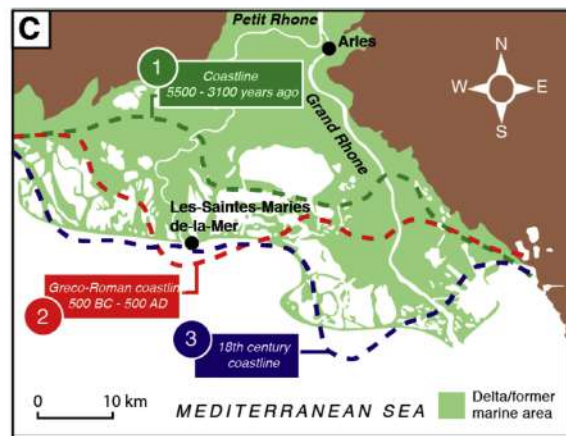 C
Petit Rhone
Arles
1
Coastline
5500 - 3100 years ago
Grand Rhone
N
W E
S
Les-Saintes-Maries
de-la-Mer
Greco-Roman coastlin
500 BC - 500 AD
2
3
18th century
coastline
0 10 km
MEDITERRANEAN SEA
Delta/former
marine area